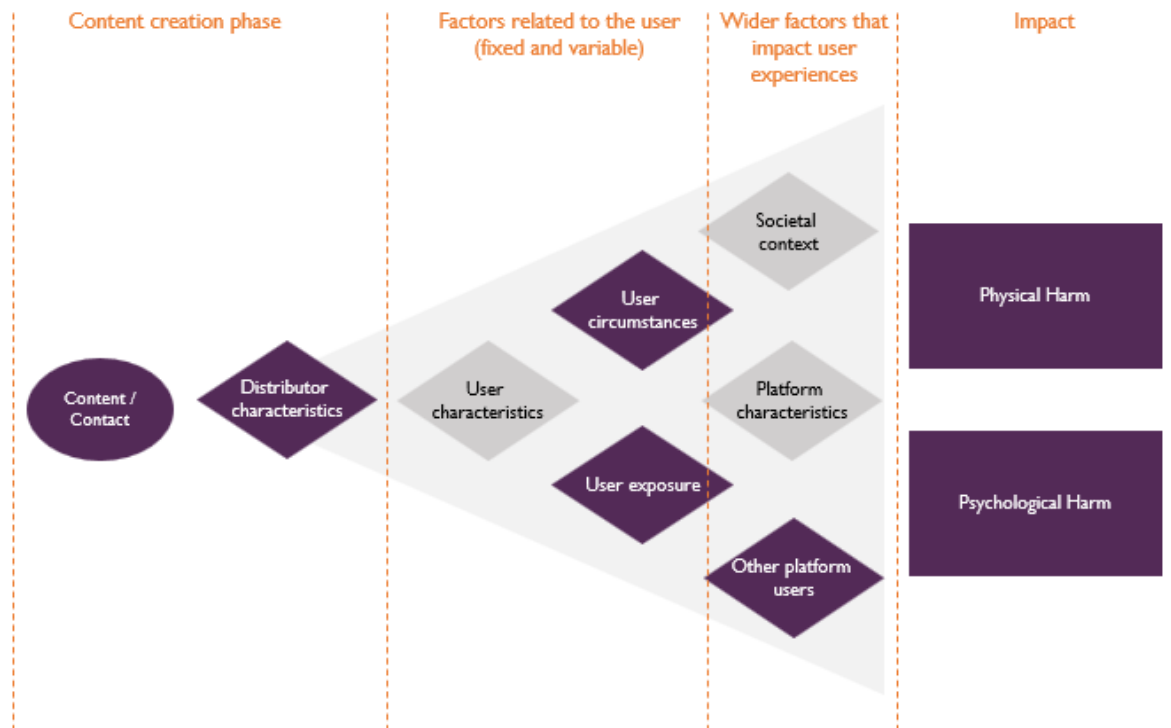 Content creation phase
Factors related to the user
(fixed and variable)
Wider factors that
impact user
experiences
Impact
Content /
Contact
Distributor
characteristics
User
characteristics
User
circumstances
User exposure
Societal
context
Platform
characteristics
Other platform
users
Physical Harm
Psychological Harm